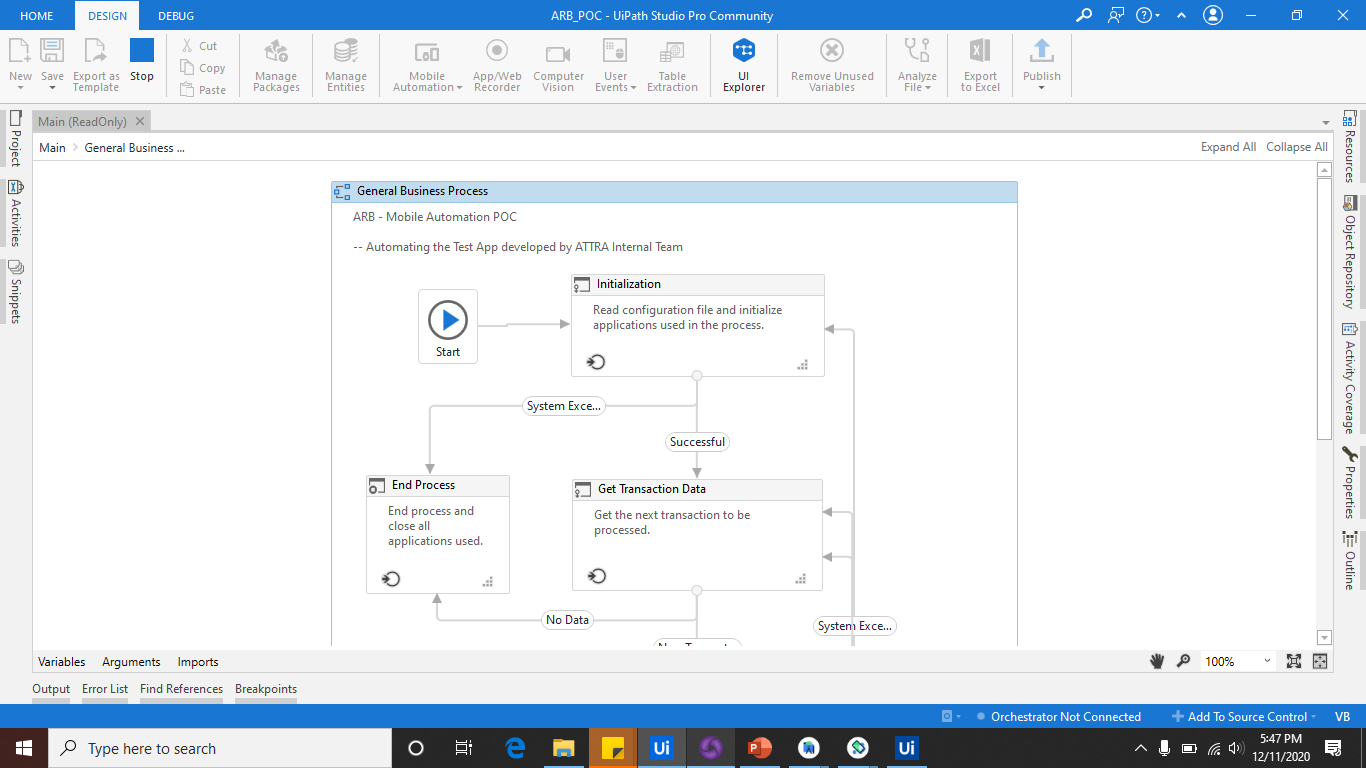 HOME DESIGN DEBUG ARB_POC - UiPath Studio Pro Community
New Save Export as Template Stop Cut Copy Paste Manage Packages Manage Entities Mobile Automation App/Web Recorder Computer Vision User Events Table Extraction UI Explorer Remove Unused Variables Analyze File Export to Excel Publish
Main (ReadOnly)
Main General Business ... Expand All Collapse All
Project
Activities
Snippets
General Business Process
ARB - Mobile Automation POC
-- Automating the Test App developed by ATTRA Internal Team
Start
Initialization
Read configuration file and initialize
applications used in the process.
System Exce...
Successful
End Process
End process and
close all
applications used.
Get Transaction Data
Get the next transaction to be
processed.
No Data
System Exce...
Resources
Object Repository
Activity Coverage
Properties
Outline
Variables Arguments Imports 100%
Output Error List Find References Breakpoints
Orchestrator Not Connected Add To Source Control VB
Type here to search
Ui
Ui
5:47 PM
12/11/2020